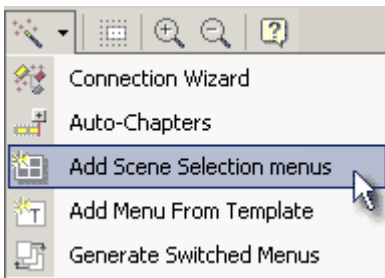 Connection Wizard
Auto-Chapters
Add Scene Selection menus
Add Menu From Template
Generate Switched Menus